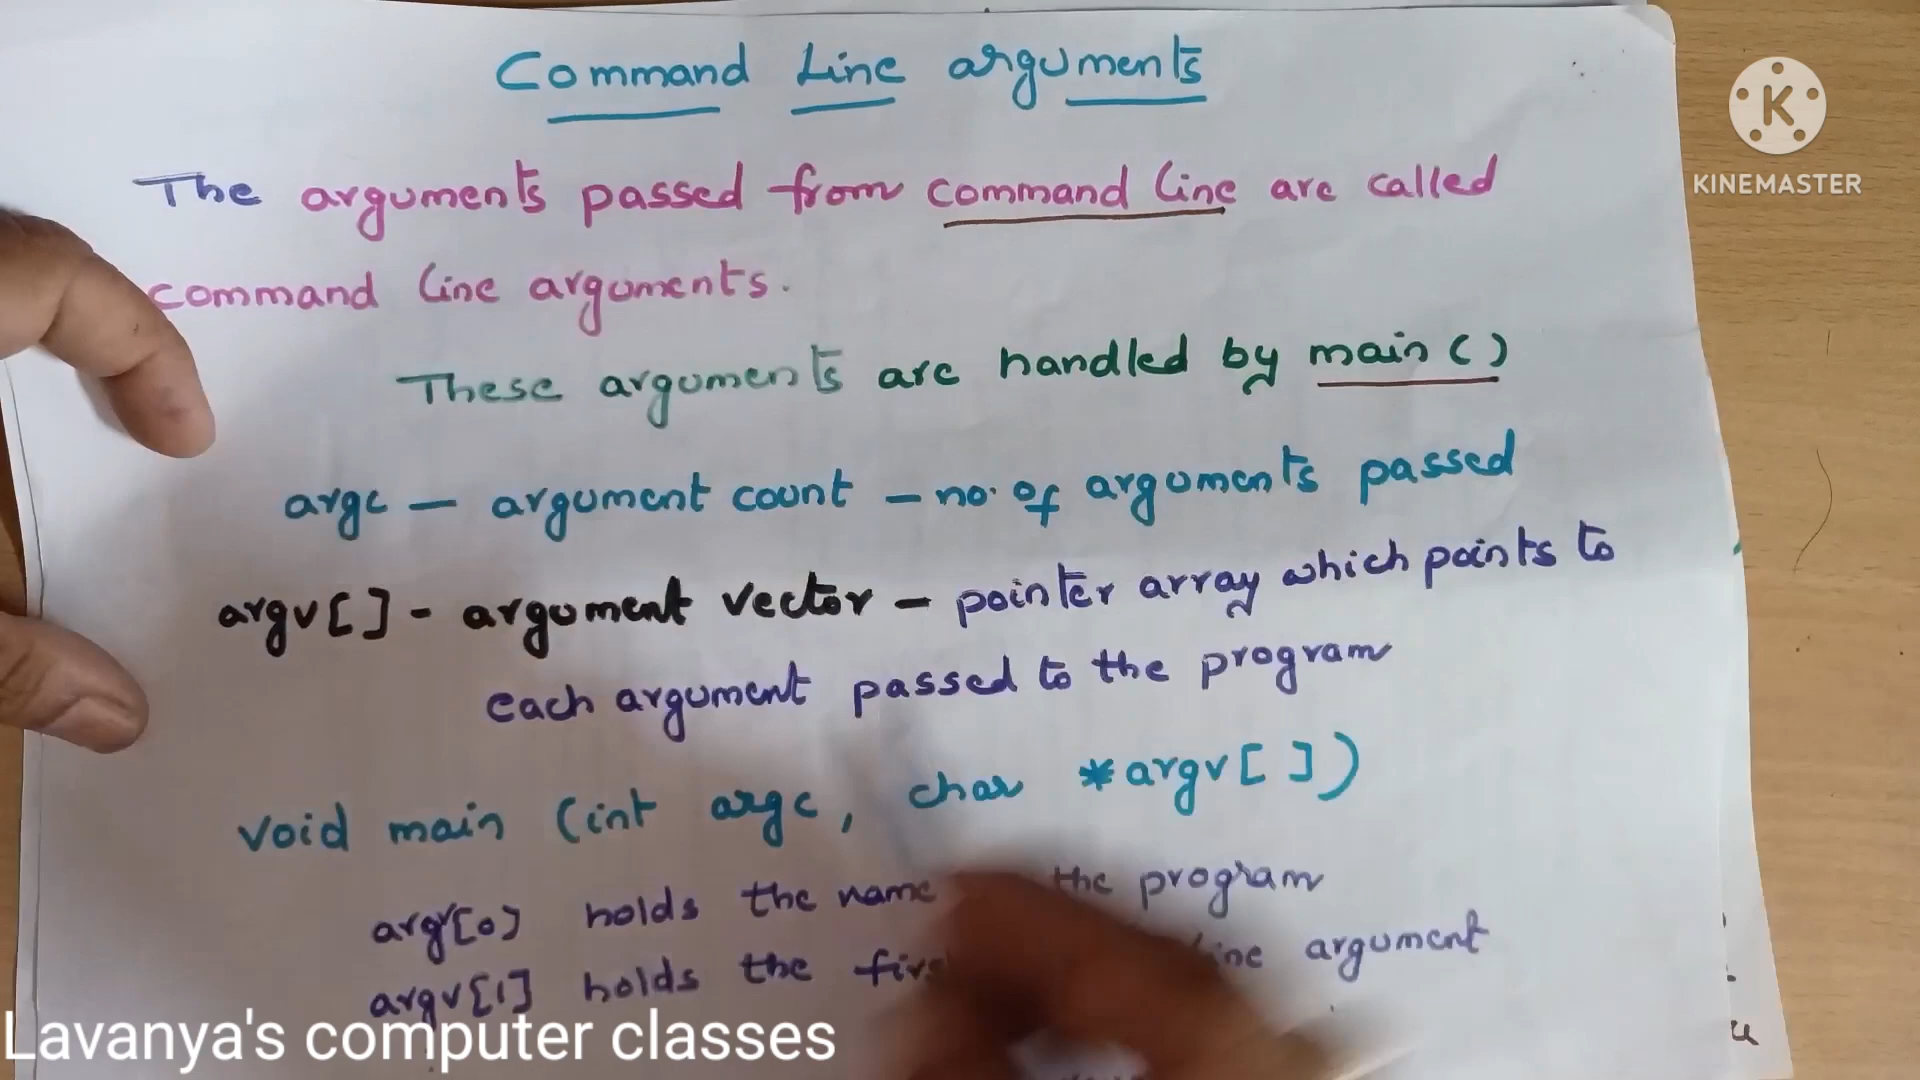 Command Line arguments
KINEMASTER
The arguments passed from command line are called
command line arguments.
These arguments are handled by main ( )
argc - argument count - no. of arguments passed
argv [ ] - argument vector - pointer array which points to
each argument passed to the program
void main (int argc, char *argv [ ] )
argv[0] holds the name the program
argv[1] holds the argument
Lavanya's computer classes